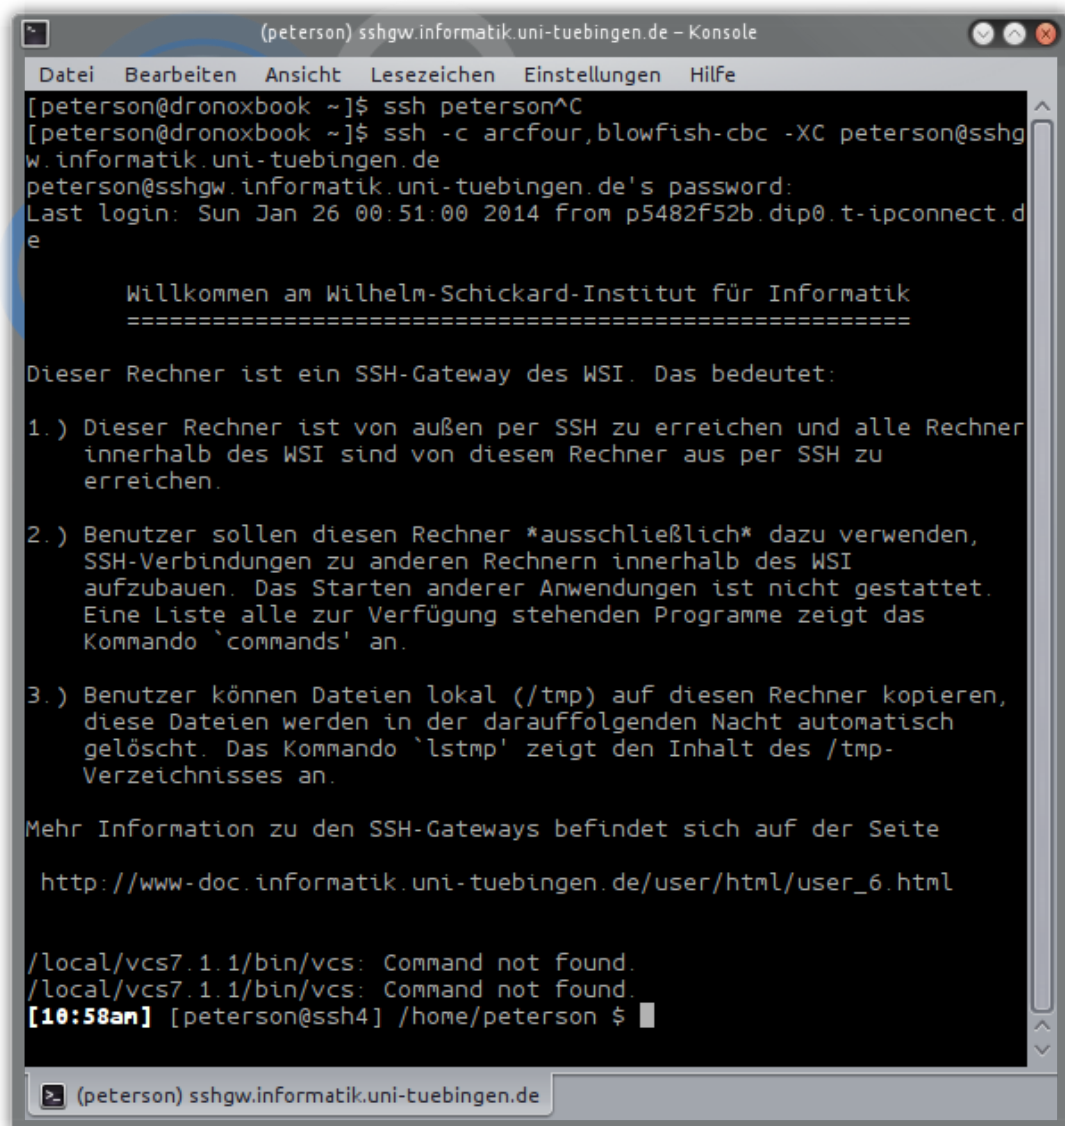 (peterson) sshgw.informatik.uni-tuebingen.de – Konsole
Datei Bearbeiten Ansicht Lesezeichen Einstellungen Hilfe
[peterson@dronoxbook ~]$ ssh peterson^C
[peterson@dronoxbook ~]$ ssh -c arcfour,blowfish-cbc -XC peterson@sshg
w.informatik.uni-tuebingen.de
peterson@sshgw.informatik.uni-tuebingen.de's password:
Last login: Sun Jan 26 00:51:00 2014 from p5482f52b.dip0.t-ipconnect.d
e
Willkommen am Wilhelm-Schickard-Institut für Informatik
=======================================================
Dieser Rechner ist ein SSH-Gateway des WSI. Das bedeutet:
1.) Dieser Rechner ist von außen per SSH zu erreichen und alle Rechner
innerhalb des WSI sind von diesem Rechner aus per SSH zu
erreichen.
2.) Benutzer sollen diesen Rechner *ausschließlich* dazu verwenden,
SSH-Verbindungen zu anderen Rechnern innerhalb des WSI
aufzubauen. Das Starten anderer Anwendungen ist nicht gestattet.
Eine Liste alle zur Verfügung stehenden Programme zeigt das
Kommando `commands' an.
3.) Benutzer können Dateien lokal (/tmp) auf diesen Rechner kopieren,
diese Dateien werden in der darauffolgenden Nacht automatisch
gelöscht. Das Kommando `lstmp' zeigt den Inhalt des /tmp-
Verzeichnisses an.
Mehr Information zu den SSH-Gateways befindet sich auf der Seite
http://www-doc.informatik.uni-tuebingen.de/user/html/user_6.html
/local/vcs7.1.1/bin/vcs: Command not found.
/local/vcs7.1.1/bin/vcs: Command not found.
[10:58am] [peterson@ssh4] /home/peterson $
(peterson) sshgw.informatik.uni-tuebingen.de